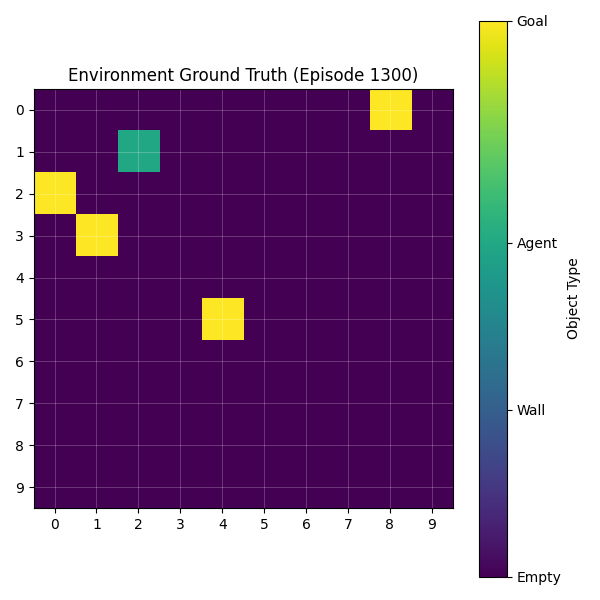 Environment Ground Truth (Episode 1300)
0
1
2
3
4
5
6
7
8
9
0 1 2 3 4 5 6 7 8 9
Goal
Agent
Wall
Empty
Object Type